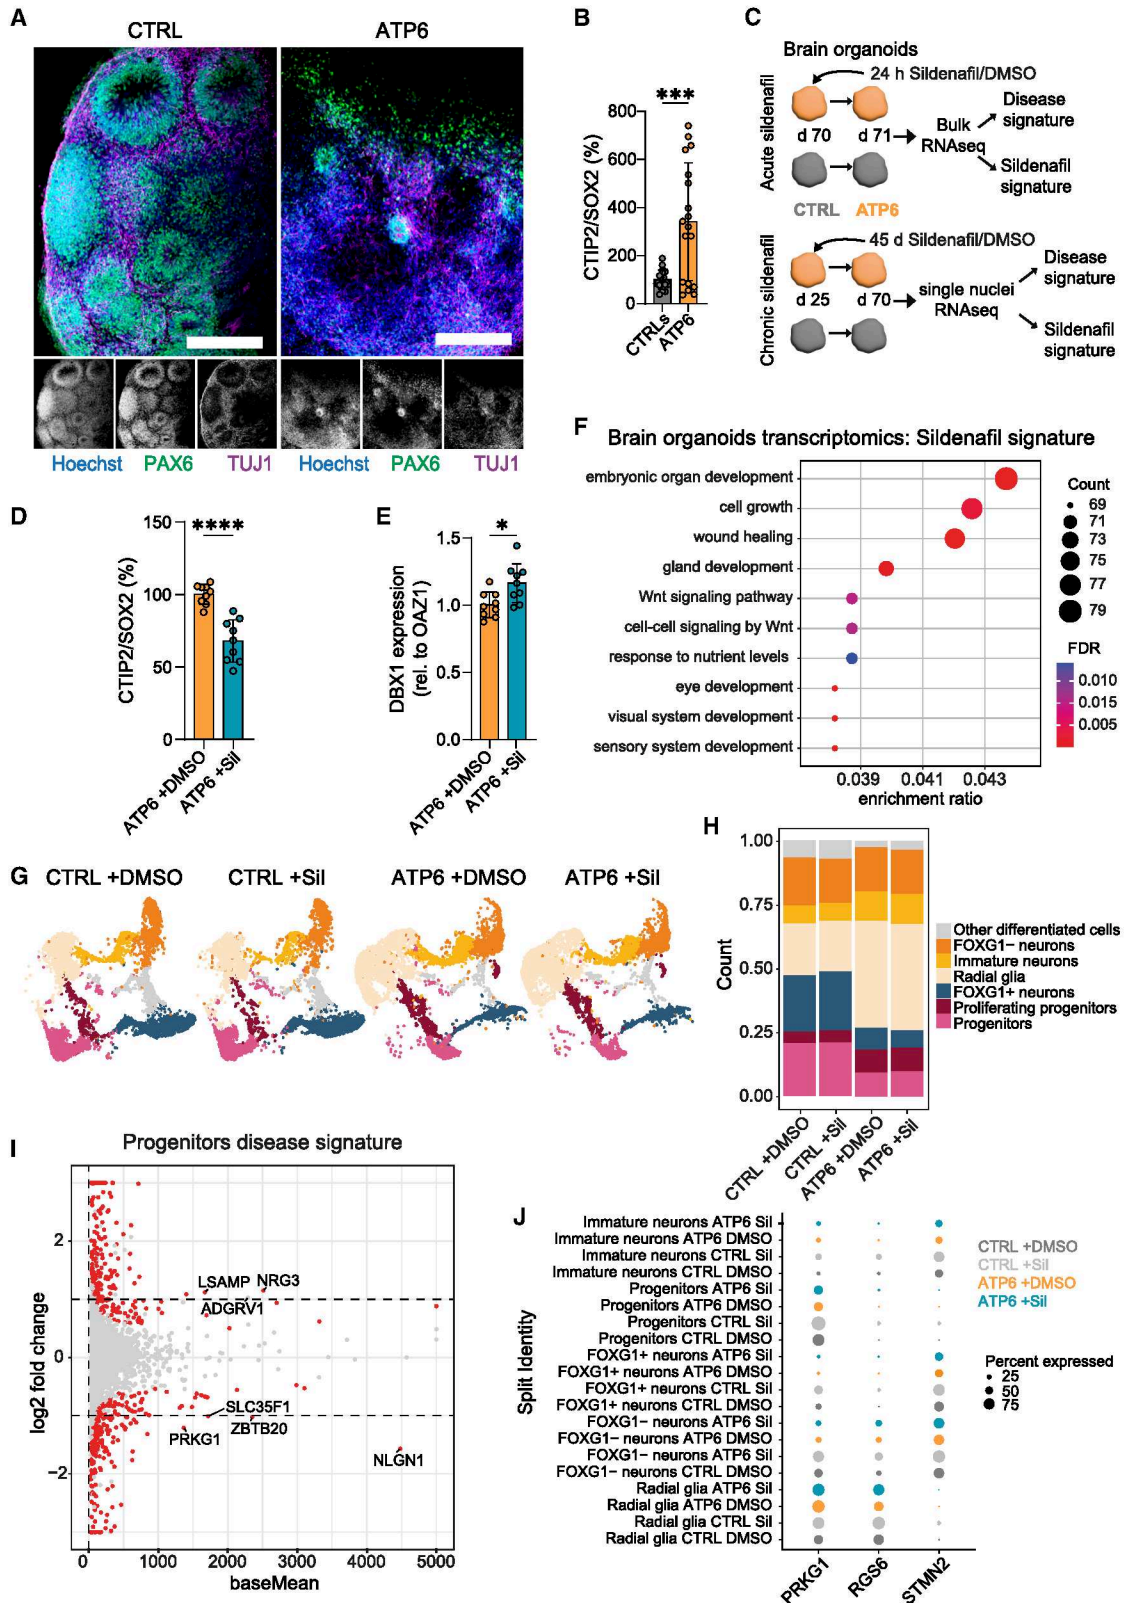 A
CTRL
ATP6
Hoechst
PAX6
TUJ1
Hoechst
PAX6
TUJ1
B
***
CTIP2/SOX2 (%)
800
600
400
200
0
CTRLs
ATP6
C
Brain organoids
Acute sildenafil
24 h Sildenafil/DMSO
d 70
d 71
Bulk
RNAseq
Disease
signature
Sildenafil
signature
CTRL
ATP6
Chronic sildenafil
45 d Sildenafil/DMSO
d 25
d 70
single nuclei
RNAseq
Disease
signature
Sildenafil
signature
D
****
CTIP2/SOX2 (%)
150
100
50
0
ATP6 +DMSO
ATP6 +Sil
E
*
DBX1 expression
(rel. to OAZ1)
1.5
1.0
0.5
0.0
ATP6 +DMSO
ATP6 +Sil
F
Brain organoids transcriptomics: Sildenafil signature
embryonic organ development
cell growth
wound healing
gland development
Wnt signaling pathway
cell-cell signaling by Wnt
response to nutrient levels
eye development
visual system development
sensory system development
0.039
0.041
0.043
enrichment ratio
Count
69
71
73
75
77
79
FDR
0.010
0.015
0.005
G
CTRL +DMSO
CTRL +Sil
ATP6 +DMSO
ATP6 +Sil
H
Count
1.00
0.75
0.50
0.25
0.00
CTRL +DMSO
CTRL +Sil
ATP6 +DMSO
ATP6 +Sil
Other differentiated cells
FOXG1− neurons
Immature neurons
Radial glia
FOXG1+ neurons
Proliferating progenitors
Progenitors
I
Progenitors disease signature
log2 fold change
2
0
−2
LSAMP
NRG3
ADGRV1
SLC35F1
ZBTB20
PRKG1
NLGN1
0
1000
2000
3000
4000
5000
baseMean
J
Split Identity
Immature neurons ATP6 Sil
Immature neurons ATP6 DMSO
Immature neurons CTRL Sil
Immature neurons CTRL DMSO
Progenitors ATP6 Sil
Progenitors ATP6 DMSO
Progenitors CTRL Sil
Progenitors CTRL DMSO
FOXG1+ neurons ATP6 Sil
FOXG1+ neurons ATP6 DMSO
FOXG1+ neurons CTRL Sil
FOXG1+ neurons CTRL DMSO
FOXG1− neurons ATP6 Sil
FOXG1− neurons ATP6 DMSO
FOXG1− neurons ATP6 Sil
FOXG1− neurons CTRL DMSO
Radial glia ATP6 Sil
Radial glia ATP6 DMSO
Radial glia CTRL Sil
Radial glia CTRL DMSO
PRKG1
RGS6
STMN2
CTRL +DMSO
CTRL +Sil
ATP6 +DMSO
ATP6 +Sil
Percent expressed
25
50
75